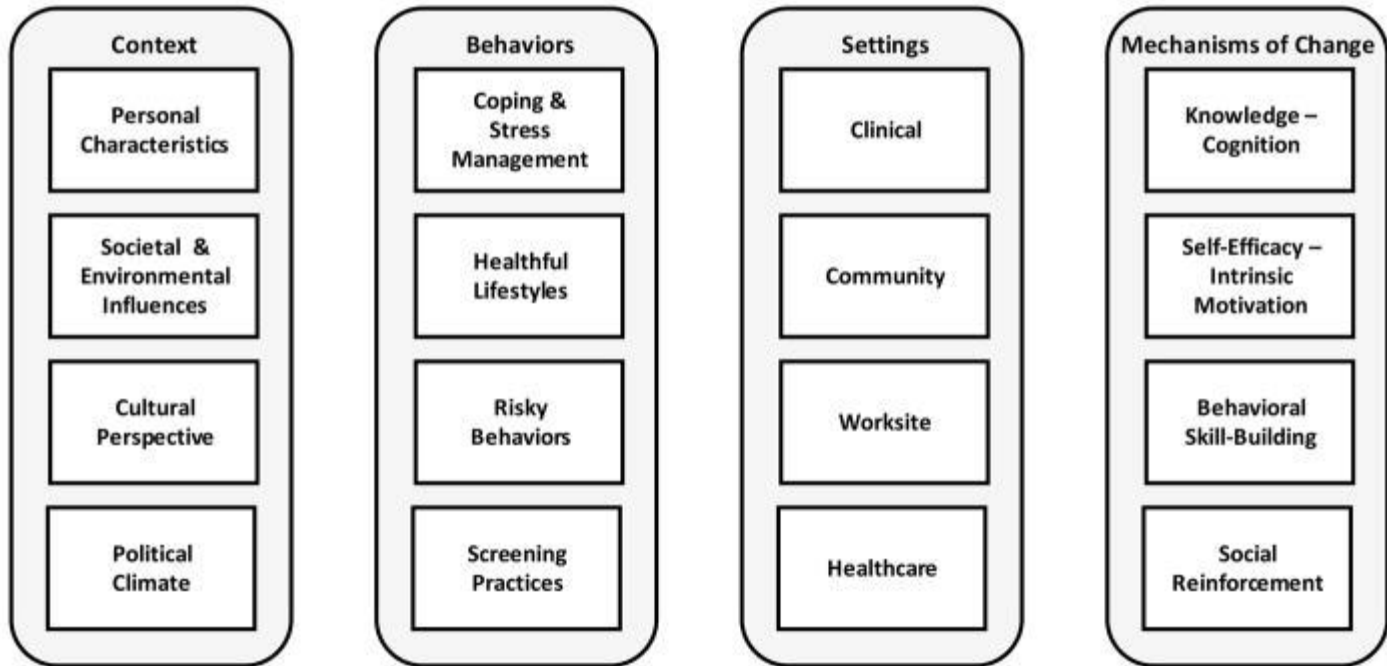 Context
Personal
Characteristics
Societal & 
Environmental
Influences
Cultural
Perspective
Political
Climate
Behaviors
Coping &
Stress
Management
Healthful
Lifestyles
Risky
Behaviors
Screening
Practices
Settings
Clinical
Community
Worksite
Healthcare
Mechanisms of Change
Knowledge –
Cognition
Self-Efficacy –
Intrinsic
Motivation
Behavioral
Skill-Building
Social
Reinforcement